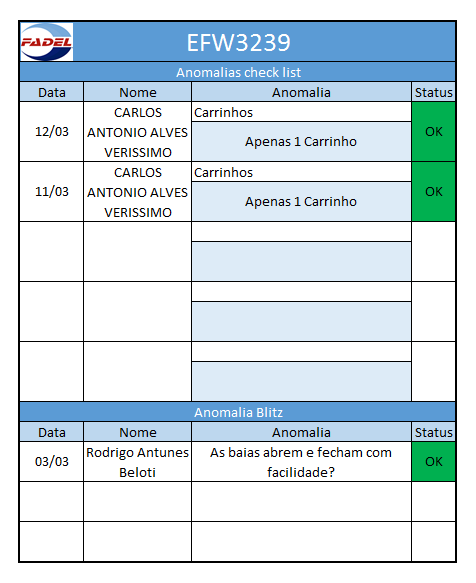 FADEL
EFW3239
Anomalias check list
Data Nome Anomalia Status
12/03
CARLOS
ANTONIO ALVES
VERISSIMO
Carrinhos
Apenas 1 Carrinho
OK
11/03
CARLOS
ANTONIO ALVES
VERISSIMO
Carrinhos
Apenas 1 Carrinho
OK
Anomalia Blitz
Data Nome Anomalia Status
03/03
Rodrigo Antunes
Beloti
As baias abrem e fecham com
facilidade?
OK